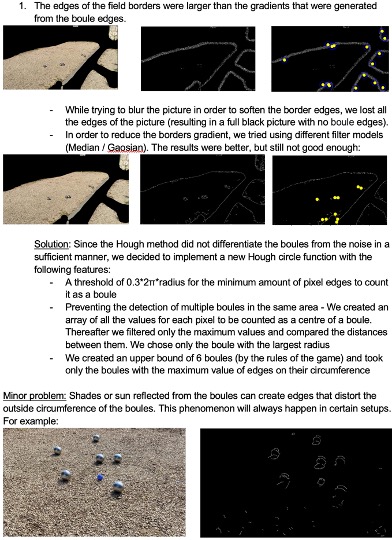 1. The edges of the field borders were larger than the gradients that were generated
from the boule edges.
- While trying to blur the picture in order to soften the border edges, we lost all
the edges of the picture (resulting in a full black picture with no boule edges).
- In order to reduce the borders gradient, we tried using different filter models
(Median / Gaosian). The results were better, but still not good enough:
Solution: Since the Hough method did not differentiate the boules from the noise in a
sufficient manner, we decided to implement a new Hough circle function with the
following features:
- A threshold of 0.3*2π*radius for the minimum amount of pixel edges to count
it as a boule
- Preventing the detection of multiple boules in the same area - We created an
array of all the values for each pixel to be counted as a centre of a boule.
Thereafter we filtered only the maximum values and compared the distances
between them. We chose only the boule with the largest radius
- We created an upper bound of 6 boules (by the rules of the game) and took
only the boules with the maximum value of edges on their circumference
Minor problem: Shades or sun reflected from the boules can create edges that distort the
outside circumference of the boules. This phenomenon will always happen in certain setups.
For example: